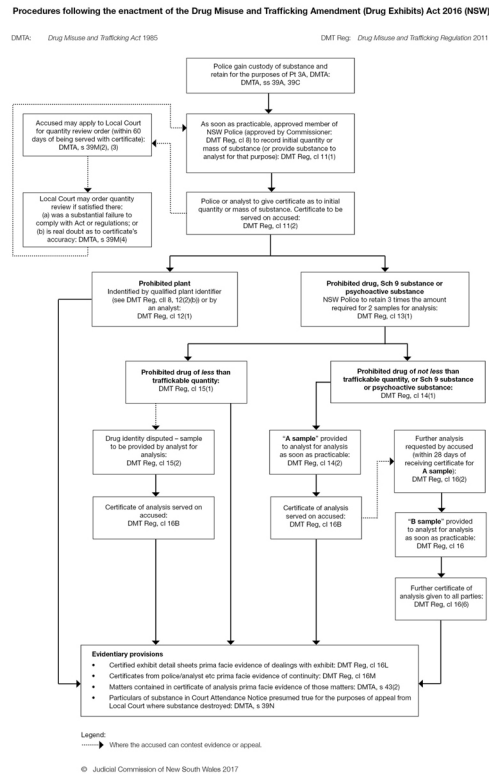 Procedures following the enactment of the Drug Misuse and Trafficking Amendment (Drug Exhibits) Act 2016 (NSW)
DMTA: Drug Misuse and Trafficking Act 1985
DMT Reg: Drug Misuse and Trafficking Regulation 2011
Police gain custody of substance and
retain for the purposes of Pt 3A, DMTA:
DMTA, ss 39A, 39C
Accused may apply to Local Court
for quantity review order (within 60
days of being served with certificate):
DMTA, s 39M(2), (3)
As soon as practicable, approved member of
NSW Police (approved by Commissioner:
DMT Reg, cl 8) to record initial quantity or
mass of substance (or provide substance to
analyst for that purpose): DMT Reg, cl 11(1)
Local Court may order quantity
review if satisfied there:
(a) was a substantial failure to
comply with Act or regulations; or
(b) is real doubt as to certificate's
accuracy: DMTA, s 39M(4)
Police or analyst to give certificate as to initial
quantity or mass of substance. Certificate to be
served on accused:
DMT Reg, cl 11(2)
Prohibited plant
Indentified by qualified plant identifier
(see DMT Reg, cll 8, 12(2)(b)) or by
an analyst:
DMT Reg, cl 12(1)
Prohibited drug, Sch 9 substance or
psychoactive substance
NSW Police to retain 3 times the amount
required for 2 samples for analysis:
DMT Reg, cl 13(1)
Prohibited drug of less than
traffickable quantity:
DMT Reg, cl 15(1)
Prohibited drug of not less than
traffickable quantity, or Sch 9 substance
or psychoactive substance:
DMT Reg, cl 14(1)
Drug identity disputed – sample
to be provided by analyst for
analysis:
DMT Reg, cl 15(2)
"A sample" provided
to analyst for analysis
as soon as practicable:
DMT Reg, cl 14(2)
Further analysis
requested by accused
(within 28 days of
receiving certificate for
A sample):
DMT Reg, cl 16(2)
Certificate of analysis served on
accused:
DMT Reg, cl 16B
Certificate of analysis
served on accused:
DMT Reg, cl 16B
"B sample" provided
to analyst for analysis
as soon as practicable:
DMT Reg, cl 16
Further certificate of
analysis given to all parties:
DMT Reg, cl 16(6)
Evidentiary provisions
• Certified exhibit detail sheets prima facie evidence of dealings with exhibit: DMT Reg, cl 16L
• Certificates from police/analyst etc prima facie evidence of continuity: DMT Reg, cl 16M
• Matters contained in certificate of analysis prima facie evidence of those matters: DMTA, s 43(2)
• Particulars of substance in Court Attendance Notice presumed true for the purposes of appeal from
Local Court where substance destroyed: DMTA, s 39N
Legend:
Where the accused can contest evidence or appeal.
© Judicial Commission of New South Wales 2017